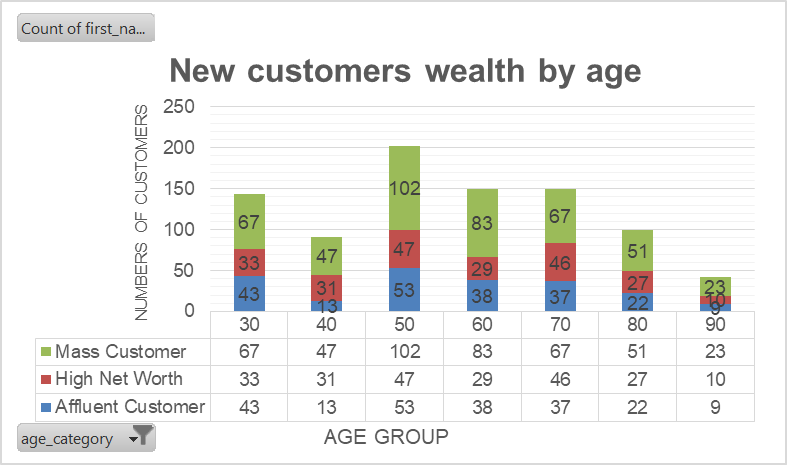 Count of first_na...
New customers wealth by age
NUMBERS OF CUSTOMERS
250
200
150
100
50
0
67 47 102 83 67 51 23
33 31 47 29 46 27 10
43 13 53 38 37 22 9
30 40 50 60 70 80 90
Mass Customer 67 47 102 83 67 51 23
High Net Worth 33 31 47 29 46 27 10
Affluent Customer 43 13 53 38 37 22 9
age_category
AGE GROUP